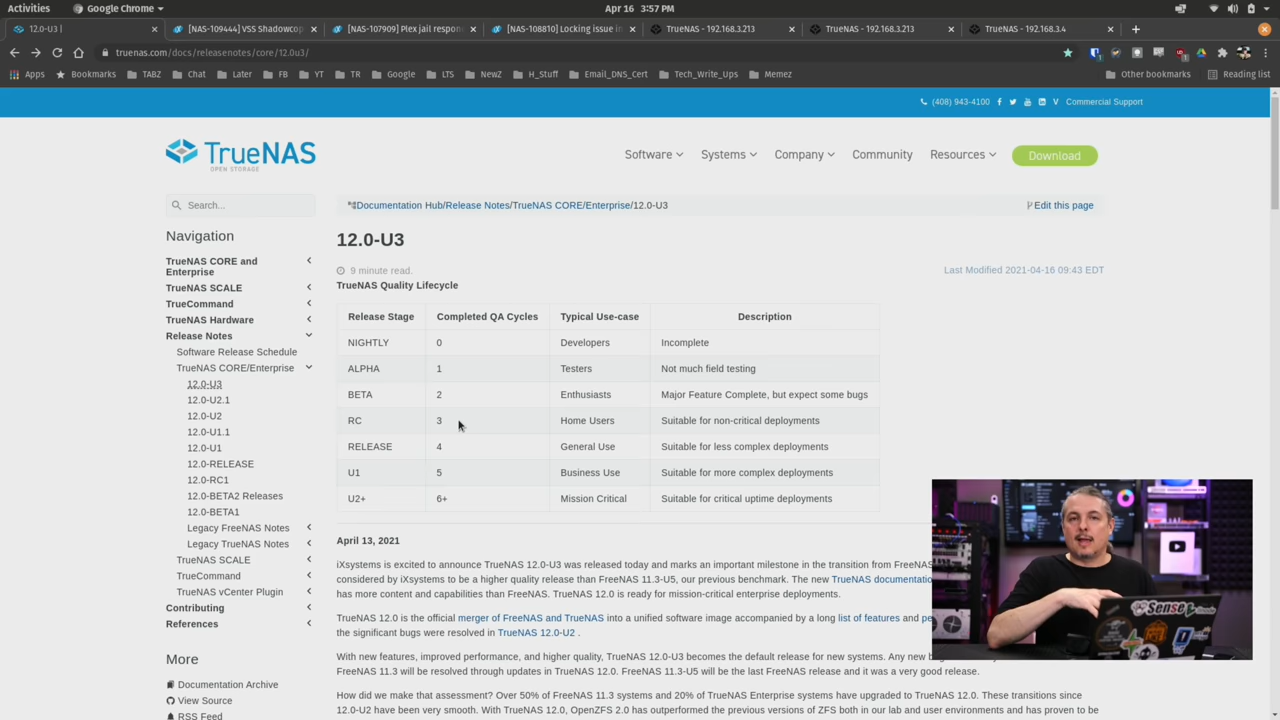 Activities
Google Chrome
Apr 16 3:57 PM
12.0-U3 |
[NAS-109444] VSS Shadowcop
[NAS-107909] Plex jail respon
[NAS-108810] Locking issue in
TrueNAS - 192.168.3.213
TrueNAS - 192.168.3.213
TrueNAS - 192.168.3.4
truenas.com/docs/releasenotes/core/12.0u3/
Apps Bookmarks TABZ Chat Later FB YT TR Google LTS NewZ H_Stuff Email_DNS_Cert Tech_Write_Ups Memez Other bookmarks Reading list
(408) 943-4100 Commercial Support
TrueNAS
OPEN STORAGE
Software Systems Company Community Resources Download
Search...
Documentation Hub/Release Notes/TrueNAS CORE/Enterprise/12.0-U3
Edit this page
Navigation
TrueNAS CORE and
Enterprise
TrueNAS SCALE
TrueCommand
TrueNAS Hardware
Release Notes
Software Release Schedule
TrueNAS CORE/Enterprise
12.0-U3
12.0-U2.1
12.0-U2
12.0-U1.1
12.0-U1
12.0-RELEASE
12.0-RC1
12.0-BETA2 Releases
12.0-BETA1
Legacy FreeNAS Notes
Legacy TrueNAS Notes
TrueNAS SCALE
TrueCommand
TrueNAS vCenter Plugin
Contributing
References
More
Documentation Archive
View Source
RSS Feed
12.0-U3
9 minute read.
Last Modified 2021-04-16 09:43 EDT
TrueNAS Quality Lifecycle
Release Stage Completed QA Cycles Typical Use-case Description
NIGHTLY 0 Developers Incomplete
ALPHA 1 Testers Not much field testing
BETA 2 Enthusiasts Major Feature Complete, but expect some bugs
RC 3 Home Users Suitable for non-critical deployments
RELEASE 4 General Use Suitable for less complex deployments
U1 5 Business Use Suitable for more complex deployments
U2+ 6+ Mission Critical Suitable for critical uptime deployments
April 13, 2021
iXsystems is excited to announce TrueNAS 12.0-U3 was released today and marks an important milestone in the transition from FreeNAS
considered by iXsystems to be a higher quality release than FreeNAS 11.3-U5, our previous benchmark. The new TrueNAS documentatio
has more content and capabilities than FreeNAS. TrueNAS 12.0 is ready for mission-critical enterprise deployments.
TrueNAS 12.0 is the official merger of FreeNAS and TrueNAS into a unified software image accompanied by a long list of features and pe
the significant bugs were resolved in TrueNAS 12.0-U2 .
With new features, improved performance, and higher quality, TrueNAS 12.0-U3 becomes the default release for new systems. Any new
FreeNAS 11.3 will be resolved through updates in TrueNAS 12.0. FreeNAS 11.3-U5 will be the last FreeNAS release and it was a very good release.
How did we make that assessment? Over 50% of FreeNAS 11.3 systems and 20% of TrueNAS Enterprise systems have upgraded to TrueNAS 12.0. These transitions since
12.0-U2 have been very smooth. With TrueNAS 12.0, OpenZFS 2.0 has outperformed the previous versions of ZFS both in our lab and user environments and has proven to be